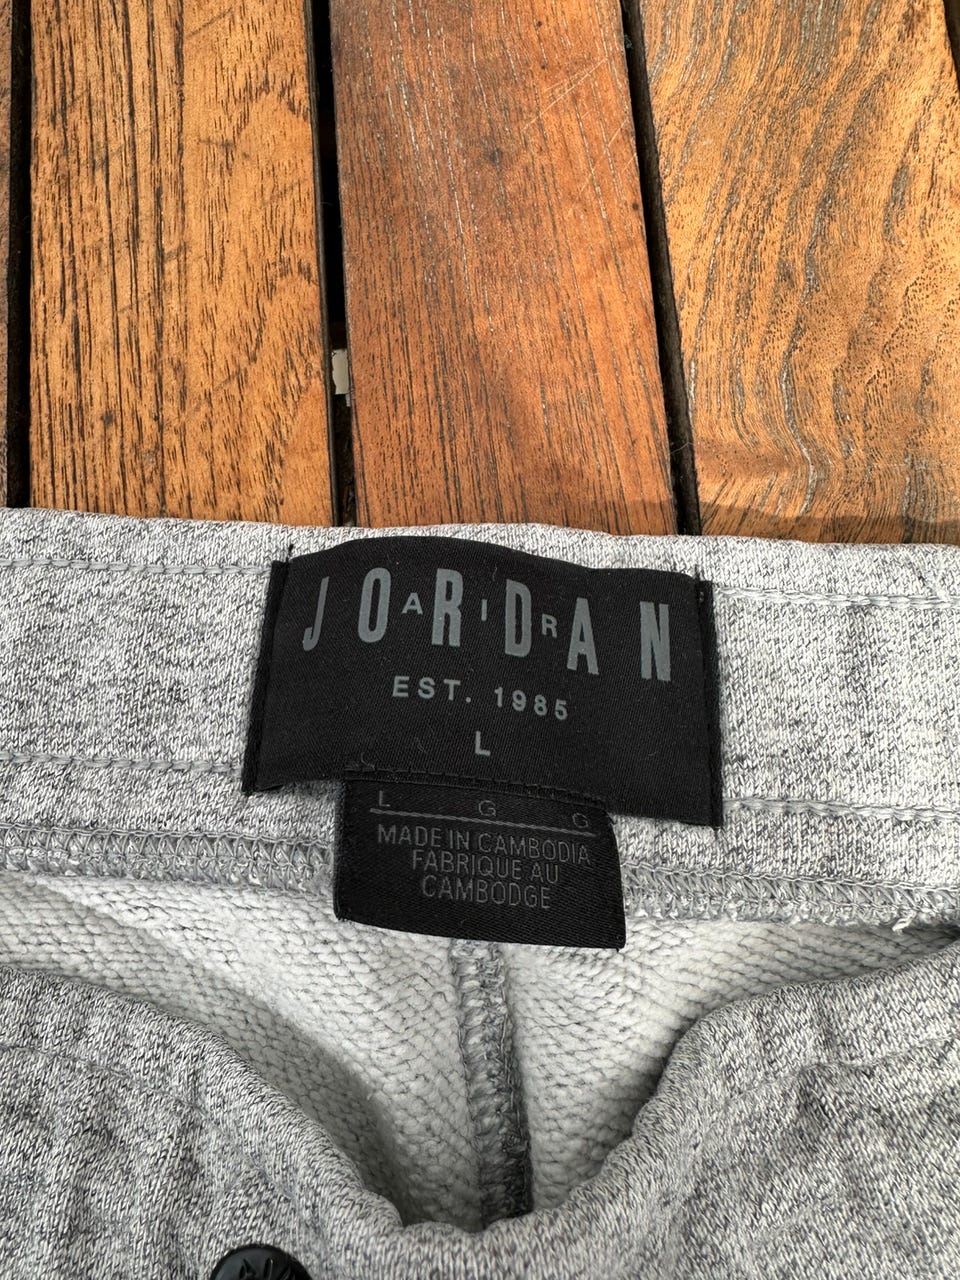 JORDAN
AIR
EST. 1985
L
L G G
MADE IN CAMBODIA
FABRIQUE AU
CAMBODGE